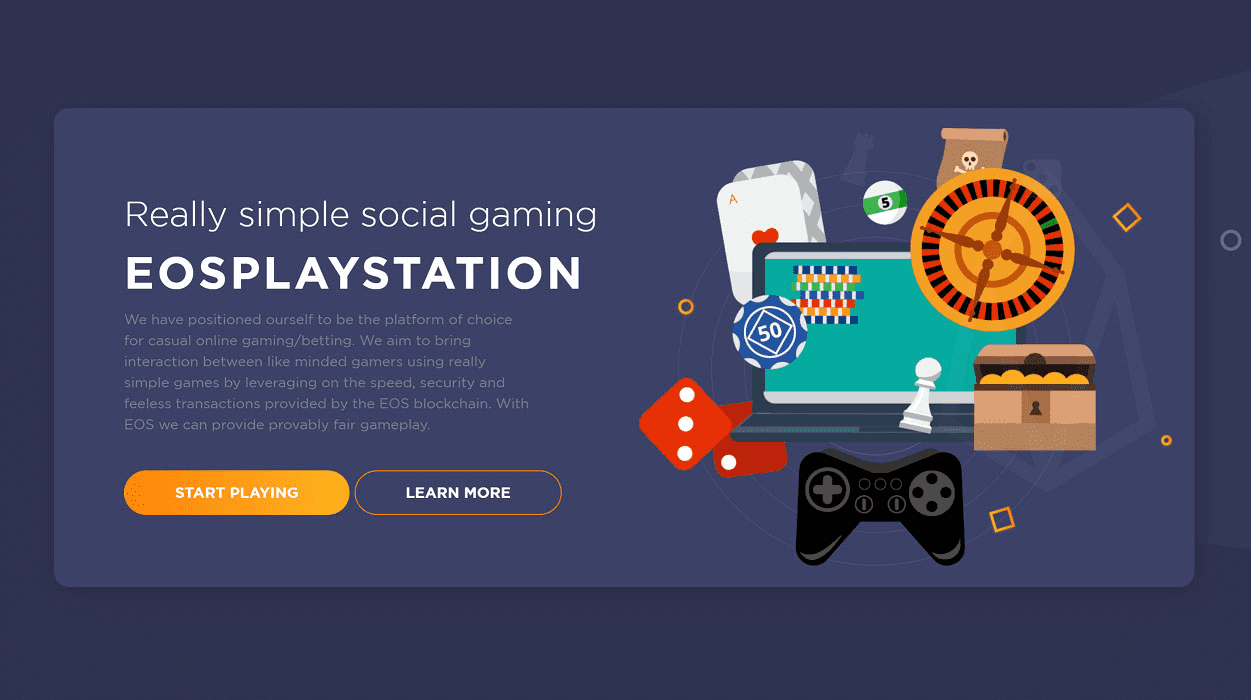 Really simple social gaming
EOSPLAYSTATION
We have positioned ourself to be the platform of choice
for casual online gaming/betting. We aim to bring
interaction between like minded gamers using really
simple games by leveraging on the speed, security and
feeless transactions provided by the EOS blockchain. With
EOS we can provide provably fair gameplay.
START PLAYING
LEARN MORE
A
5
50